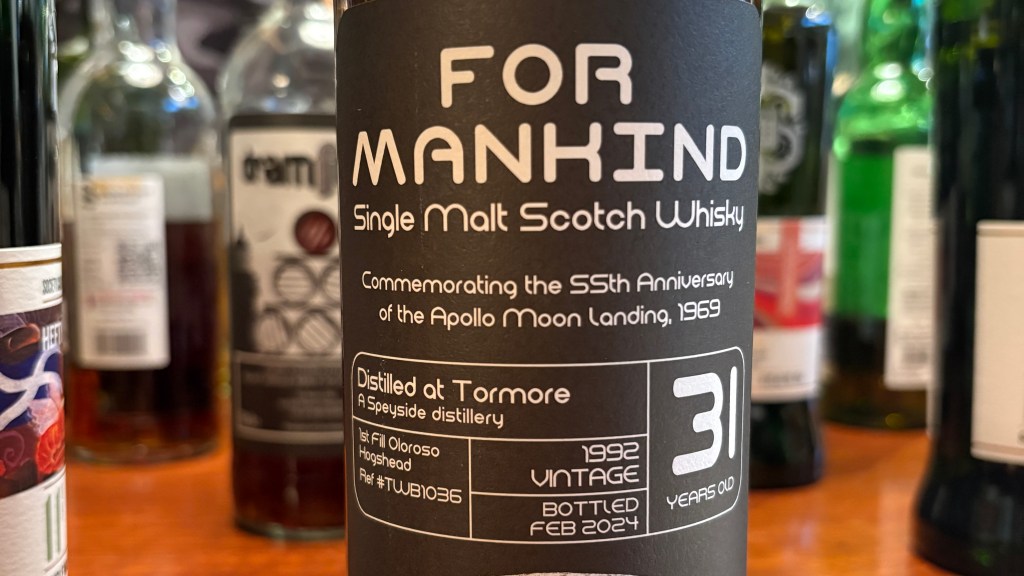 FOR
MANKIND
Single Malt Scotch Whisky
Commemorating the 55th Anniversary
of the Apollo Moon Landing, 1969
Distilled at Tormore
A Speyside distillery
1st Fill Oloroso
Hogshead
Ref #TWB1036
1992
VINTAGE
BOTTLED
FEB 2024
31
YEARS OLD
dram